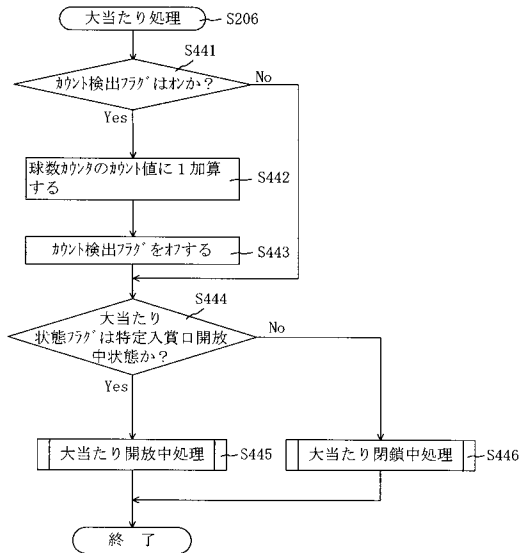 大当たり処理
S206
S441
ｶｳﾝﾄ検出ﾌﾗｸﾞはｵﾝか？
No
Yes
球数ｶｳﾝﾀのｶｳﾝﾄ値に１加算
する
S442
ｶｳﾝﾄ検出ﾌﾗｸﾞをｵﾌする
S443
S444
大当たり
状態ﾌﾗｸﾞは特定入賞口開放
中状態か？
No
Yes
大当たり開放中処理
S445
大当たり閉鎖中処理
S446
終　了